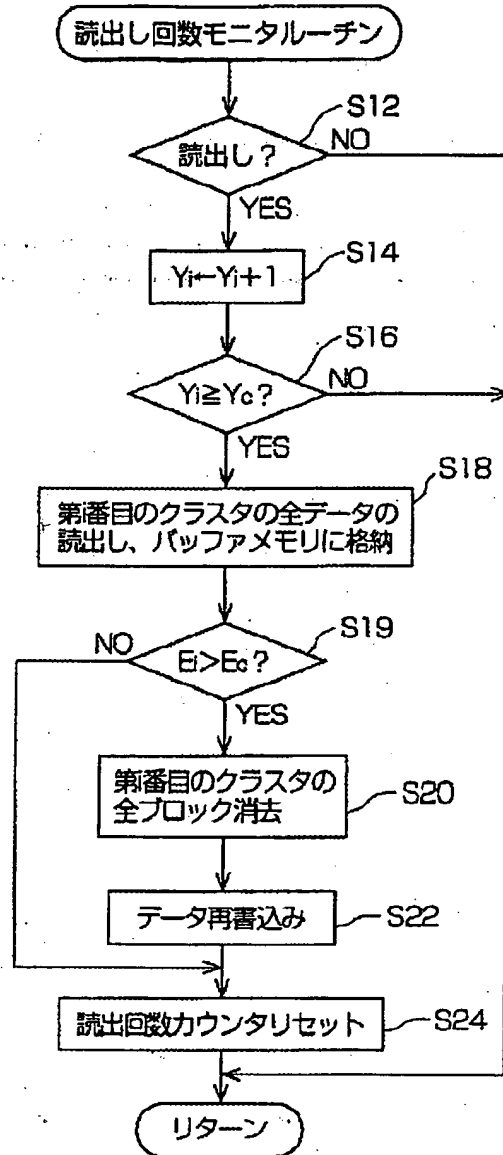 読出し回数モニタルーチン
S12
読出し？
NO
YES
S14
Yi←Yi+1
S16
Yi≧Yc？
NO
YES
S18
第i番目のクラスタの全データの
読出し、バッファメモリに格納
S19
NO
Ei>Ec？
YES
第i番目のクラスタの
全ブロック消去
S20
データ再書込み
S22
読出回数カウンタリセット
S24
リターン